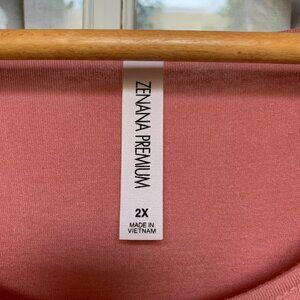 ZENANA PREMIUM
2X
MADE IN
VIETNAM